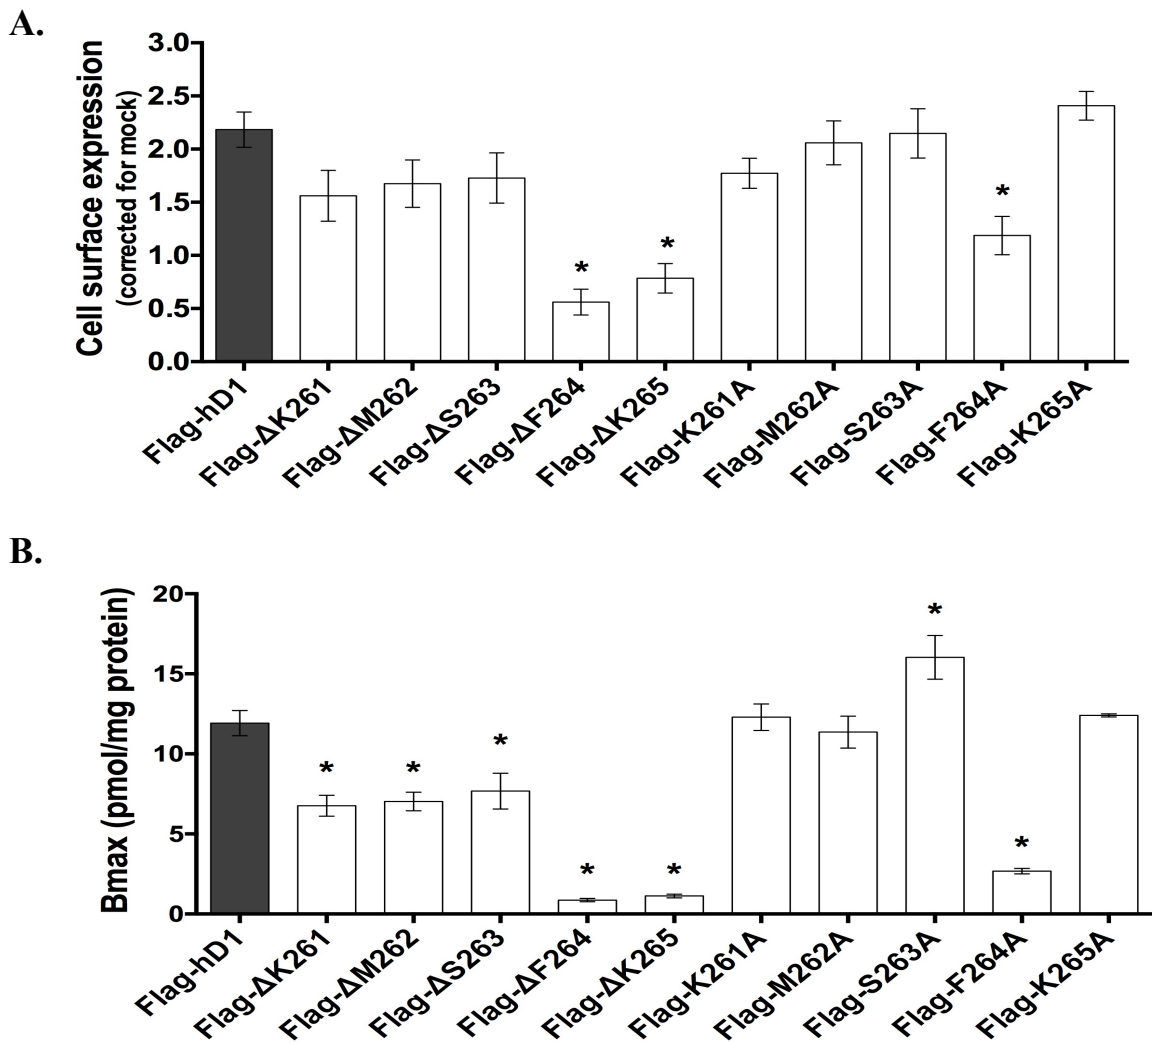 A.
Cell surface expression
(corrected for mock)
3.0
2.5
2.0
1.5
1.0
0.5
0.0
*
*
*
Flag-hD1
Flag-ΔK261
Flag-ΔM262
Flag-ΔS263
Flag-ΔF264
Flag-ΔK265
Flag-K261A
Flag-M262A
Flag-S263A
Flag-F264A
Flag-K265A
B.
Bmax (pmol/mg protein)
20
15
10
5
0
*
*
*
*
*
*
*
Flag-hD1
Flag-ΔK261
Flag-ΔM262
Flag-ΔS263
Flag-ΔF264
Flag-ΔK265
Flag-K261A
Flag-M262A
Flag-S263A
Flag-F264A
Flag-K265A